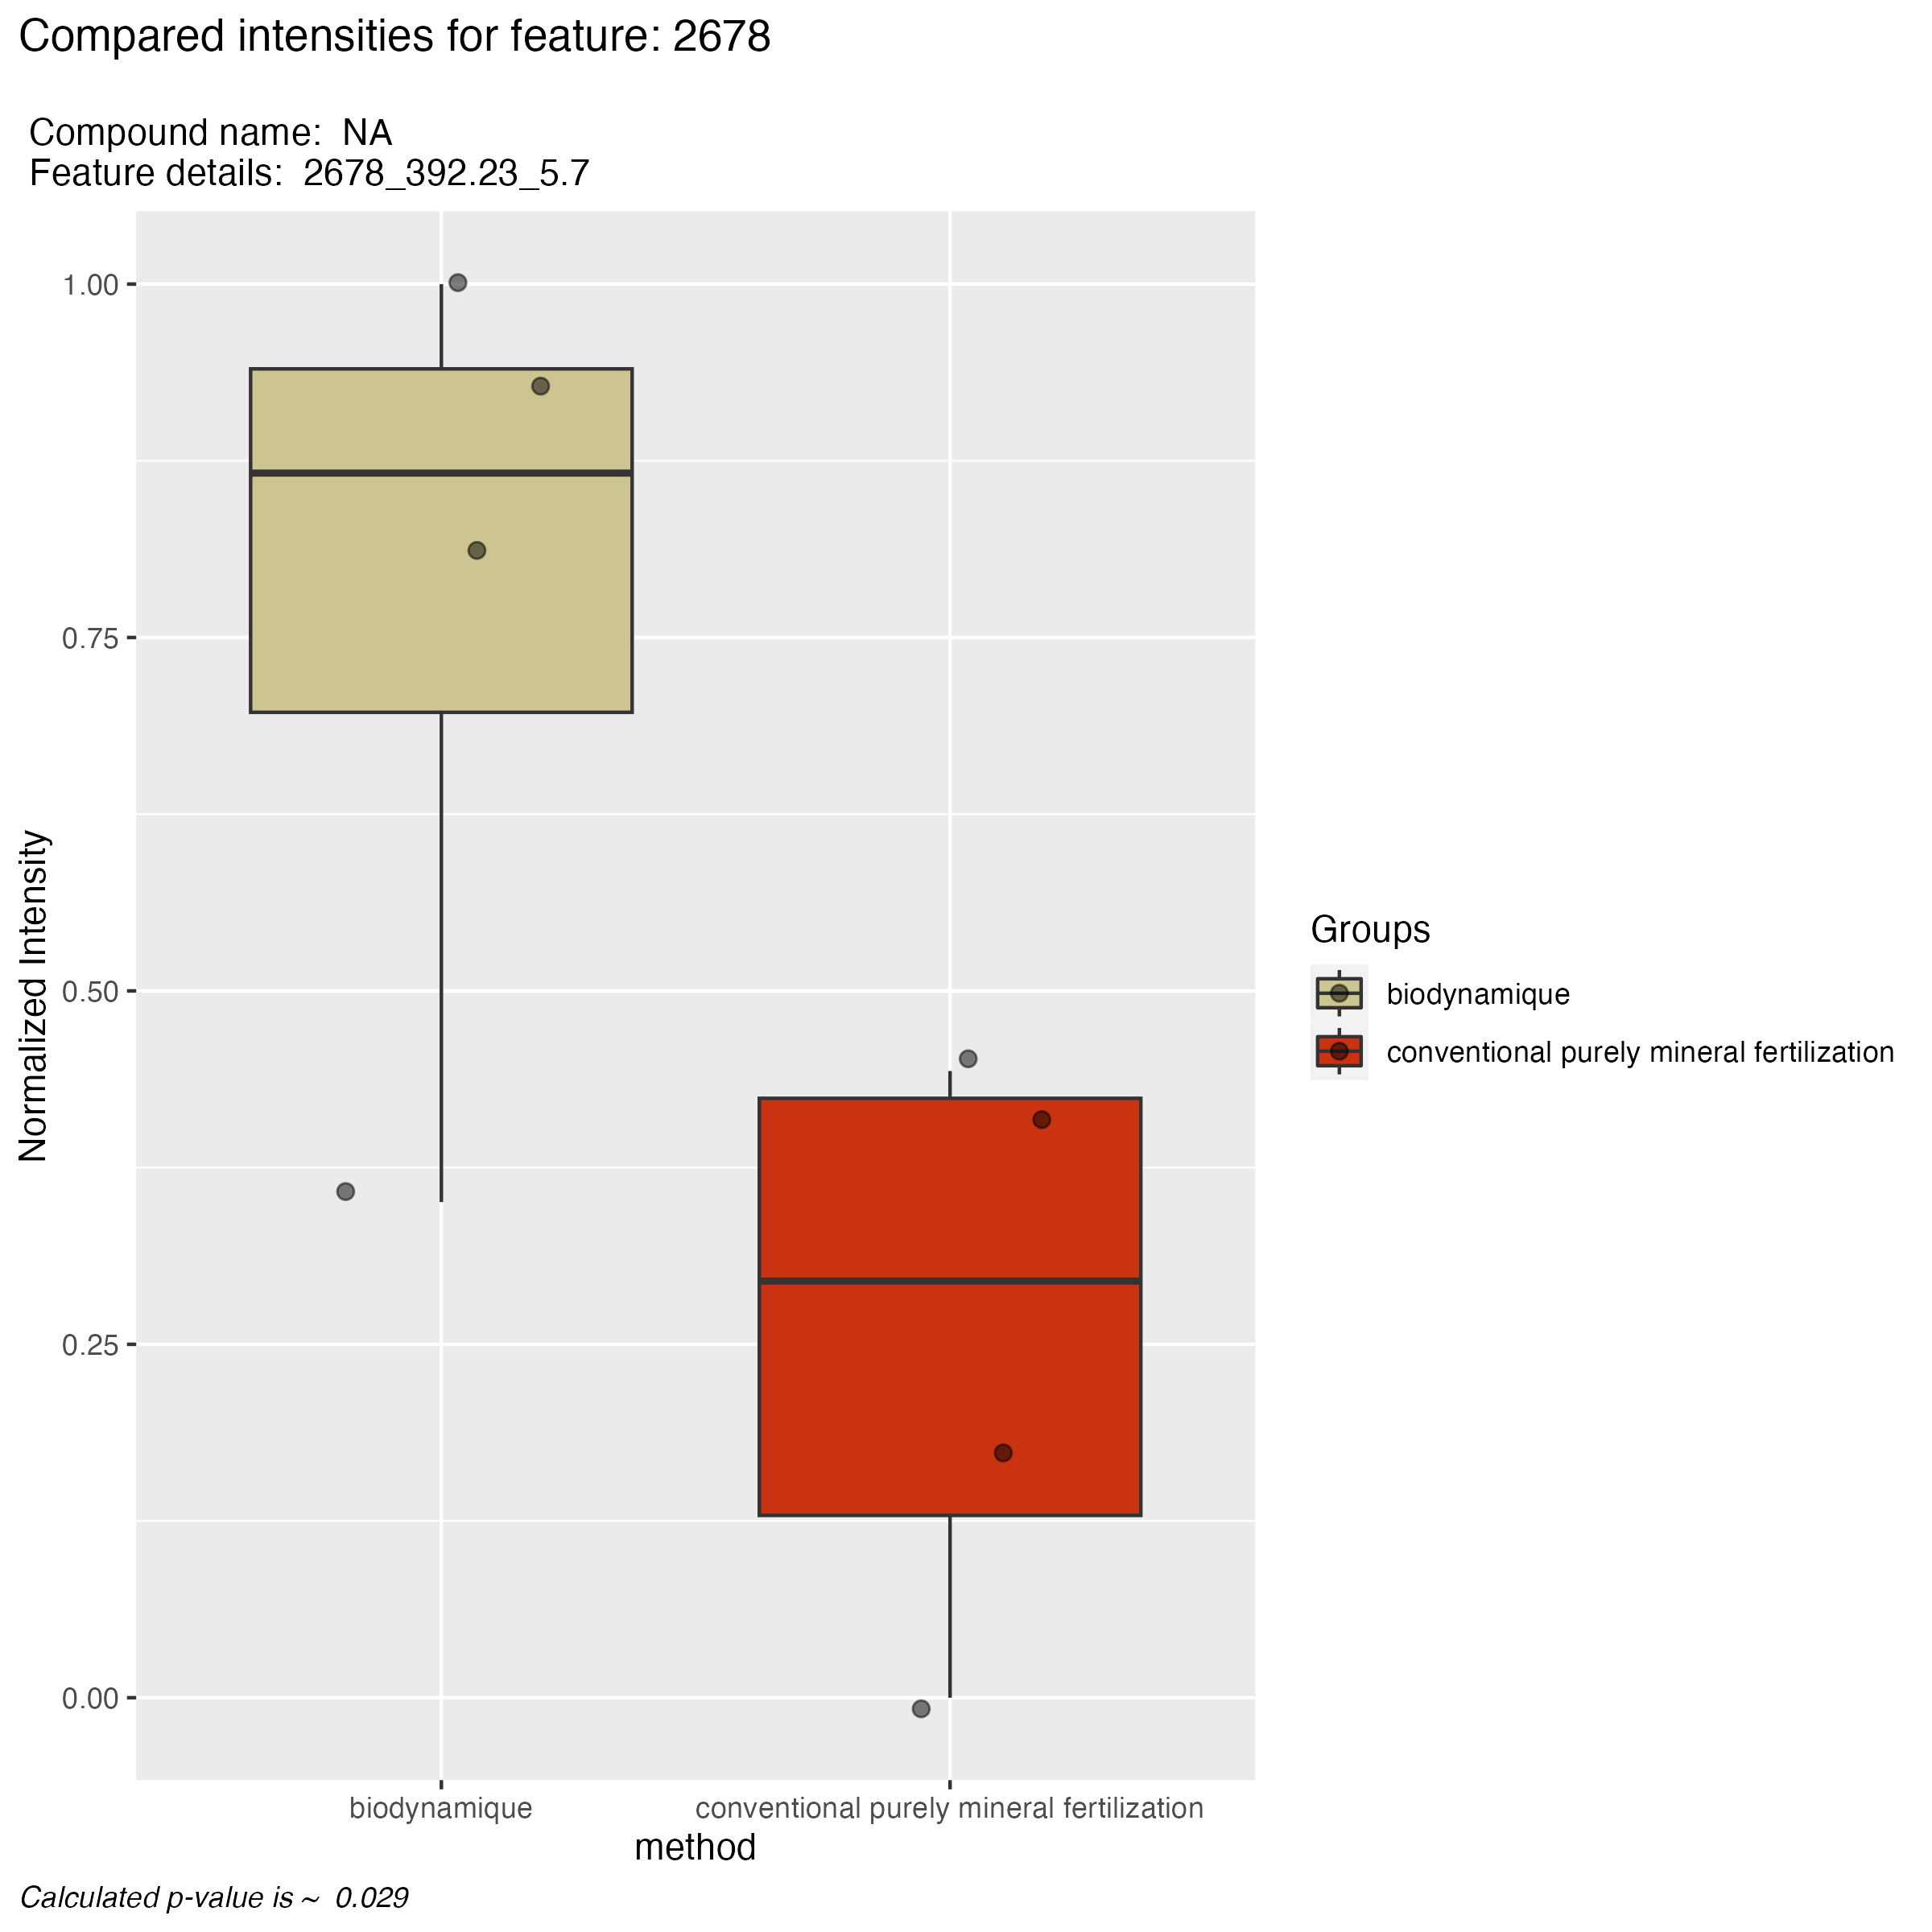 Compared intensities for feature: 2678
Compound name:  NA
Feature details:  2678_392.23_5.7
Normalized Intensity
1.00
0.75
0.50
0.25
0.00
biodynamique
conventional purely mineral fertilization
method
Groups
biodynamique
conventional purely mineral fertilization
Calculated p-value is ~  0.029